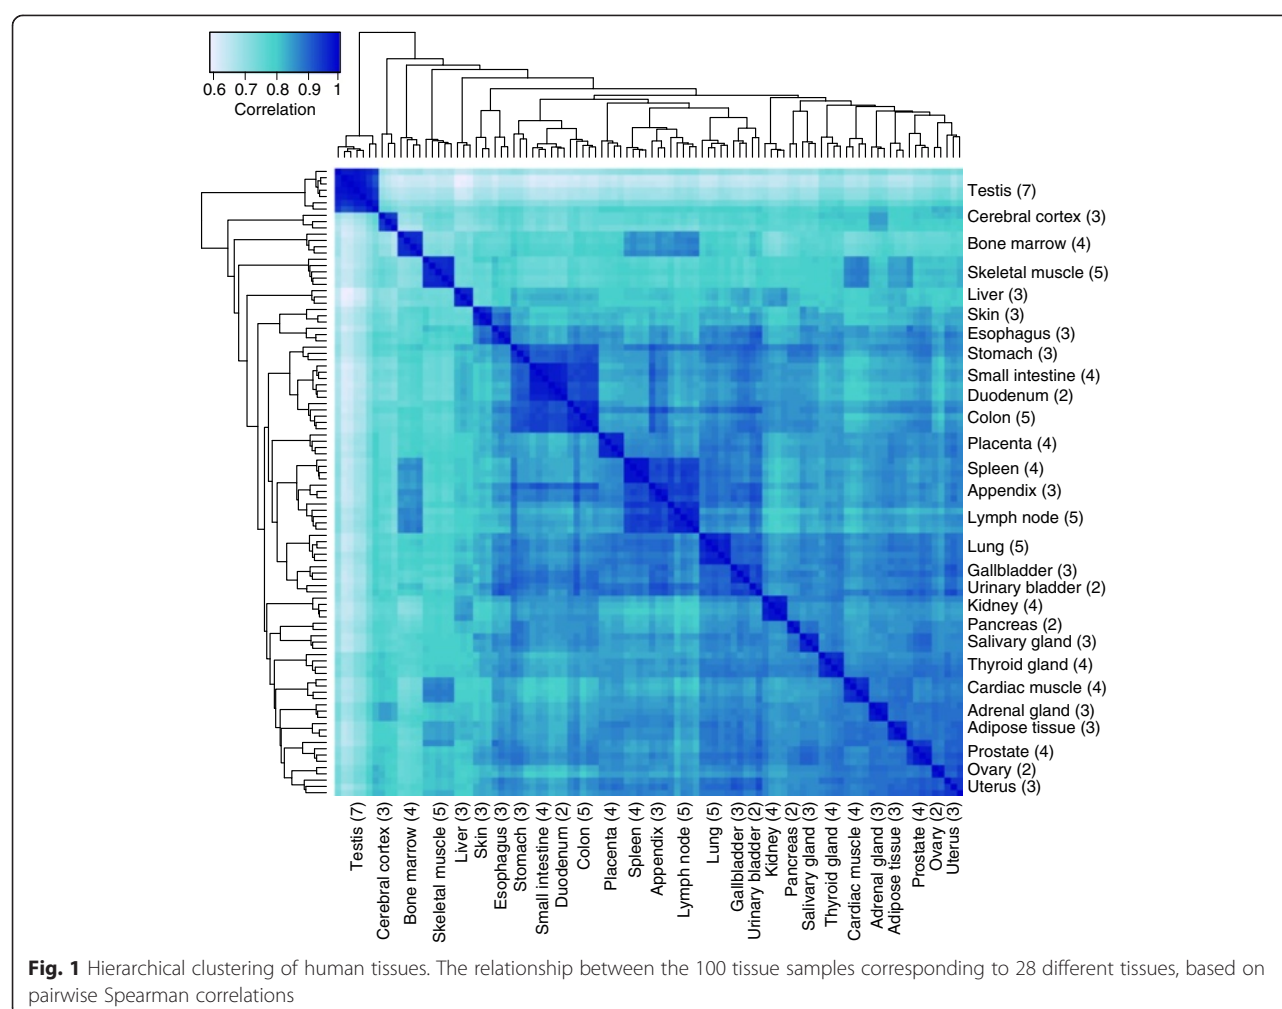 0.6 0.7 0.8 0.9 1
Correlation
Testis (7)
Cerebral cortex (3)
Bone marrow (4)
Skeletal muscle (5)
Liver (3)
Skin (3)
Esophagus (3)
Stomach (3)
Small intestine (4)
Duodenum (2)
Colon (5)
Placenta (4)
Spleen (4)
Appendix (3)
Lymph node (5)
Lung (5)
Gallbladder (3)
Urinary bladder (2)
Kidney (4)
Pancreas (2)
Salivary gland (3)
Thyroid gland (4)
Cardiac muscle (4)
Adrenal gland (3)
Adipose tissue (3)
Prostate (4)
Ovary (2)
Uterus (3)
Testis (7)
Cerebral cortex (3)
Bone marrow (4)
Skeletal muscle (5)
Liver (3)
Skin (3)
Esophagus (3)
Stomach (3)
Small intestine (4)
Duodenum (2)
Colon (5)
Placenta (4)
Spleen (4)
Appendix (3)
Lymph node (5)
Lung (5)
Gallbladder (3)
Urinary bladder (2)
Kidney (4)
Pancreas (2)
Salivary gland (3)
Thyroid gland (4)
Cardiac muscle (4)
Adrenal gland (3)
Adipose tissue (3)
Prostate (4)
Ovary (2)
Uterus (3)
Fig. 1 Hierarchical clustering of human tissues. The relationship between the 100 tissue samples corresponding to 28 different tissues, based on
pairwise Spearman correlations